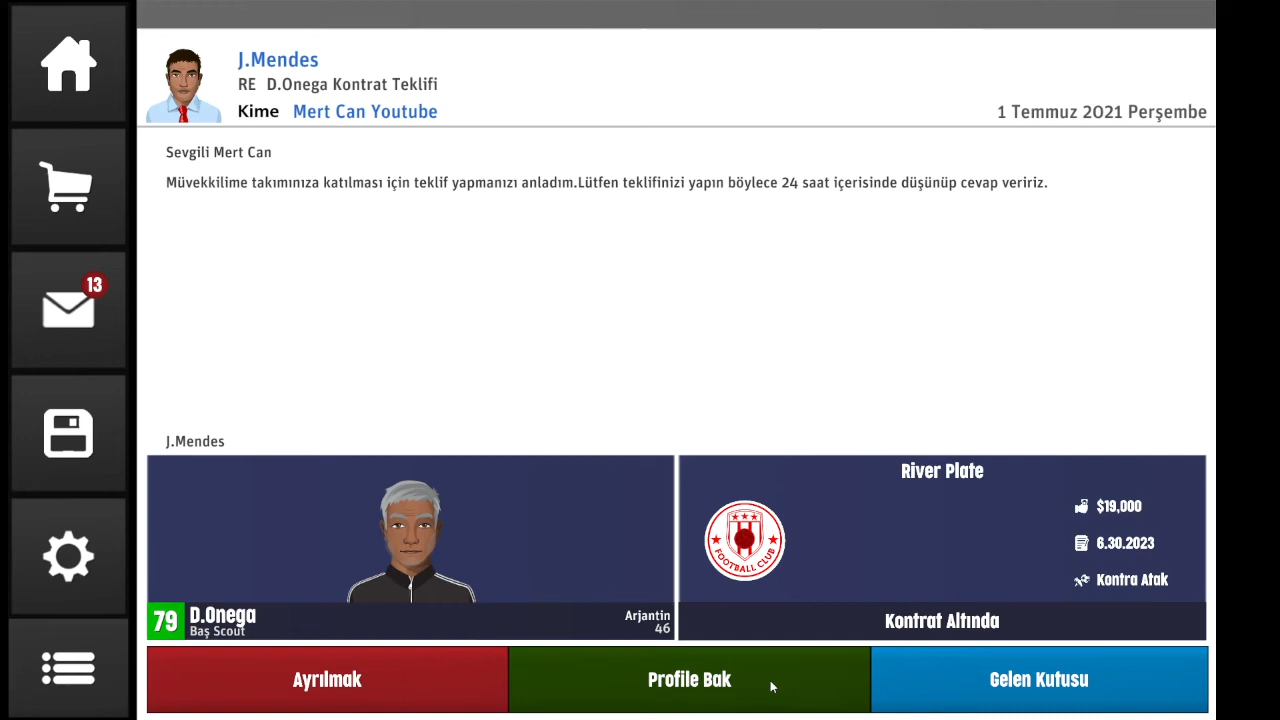 J.Mendes
RE D.Onega Kontrat Teklifi
Kime Mert Can Youtube
1 Temmuz 2021 Perşembe
Sevgili Mert Can
Müvekkilime takımınıza katılması için teklif yapmanızı anladım.Lütfen teklifinizi yapın böylece 24 saat içerisinde düşünüp cevap veririz.
13
J.Mendes
79
D.Onega
Baş Scout
Arjantin
46
River Plate
FOOTBALL CLUB
$19,000
6.30.2023
Kontra Atak
Kontrat Altında
Ayrılmak
Profile Bak
Gelen Kutusu